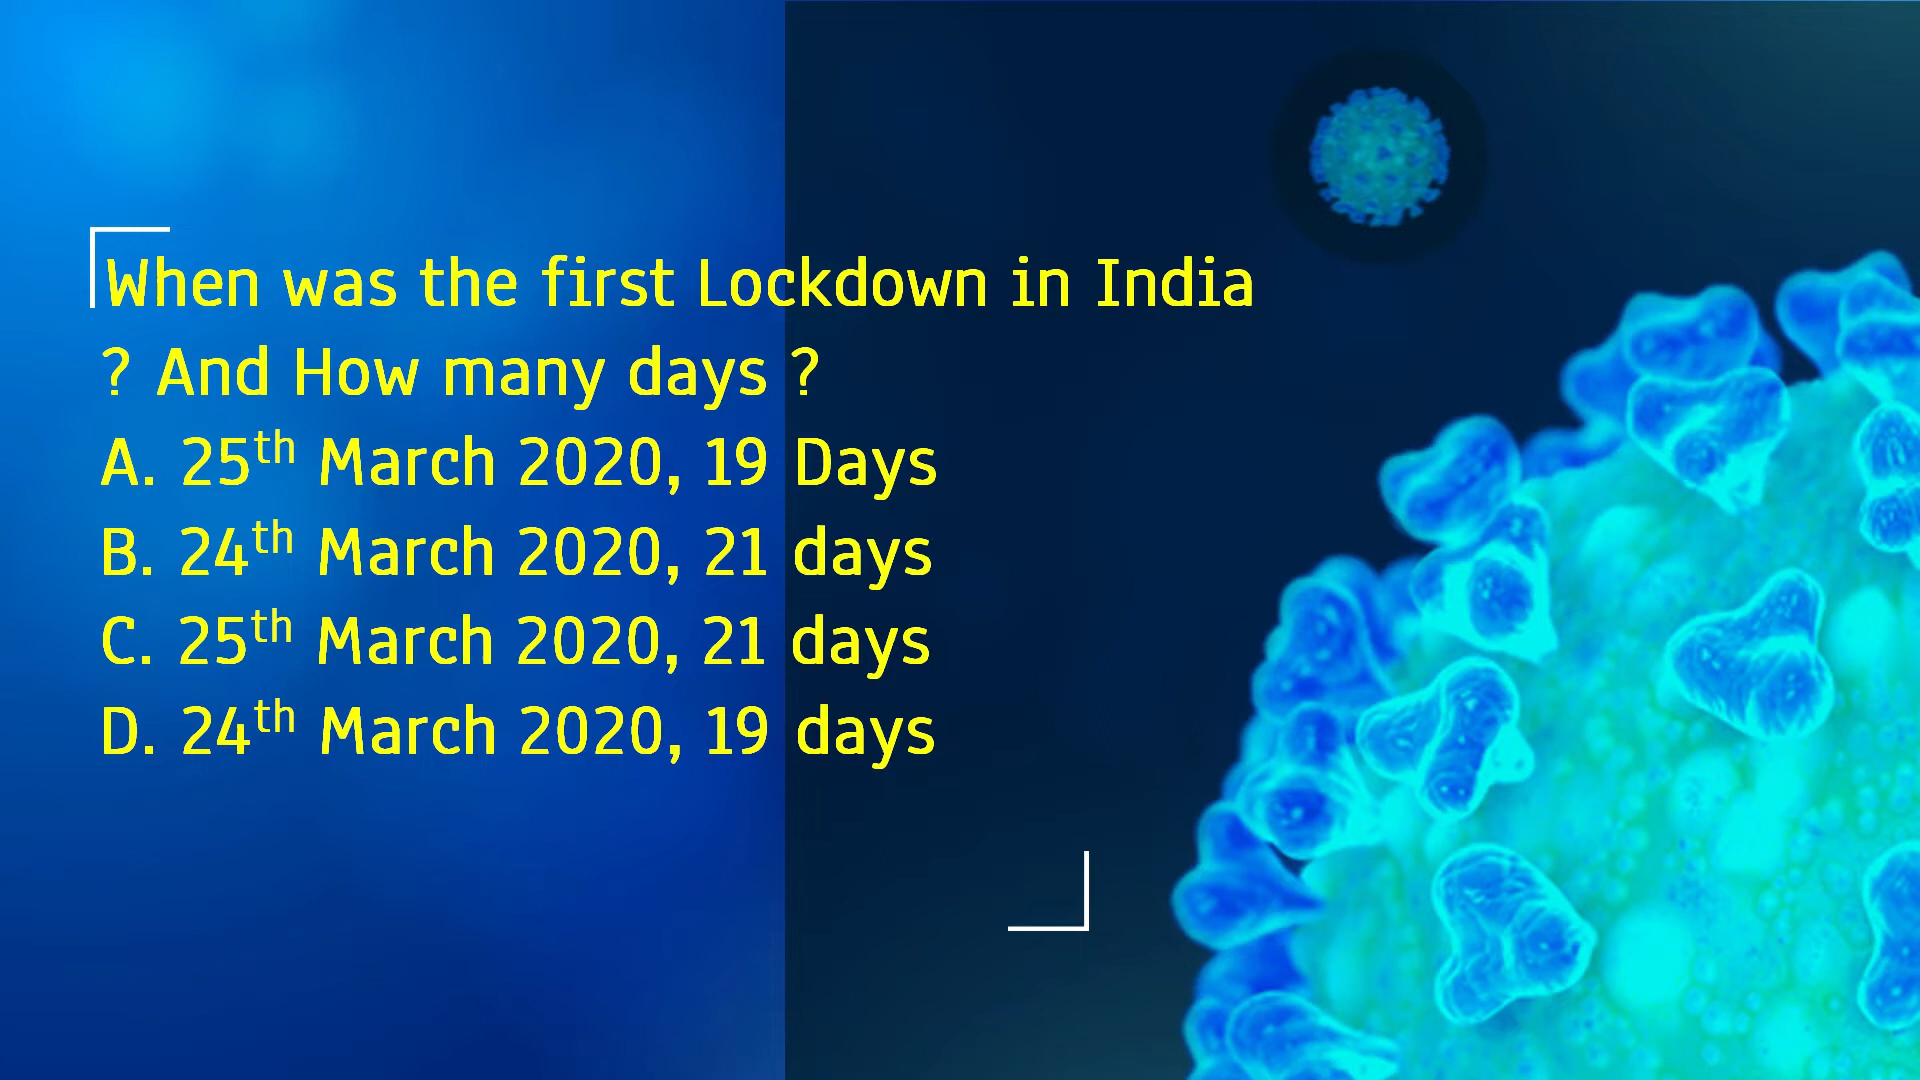 When was the first Lockdown in India
? And How many days ?
A. 25th March 2020, 19 Days
B. 24th March 2020, 21 days
C. 25th March 2020, 21 days
D. 24th March 2020, 19 days